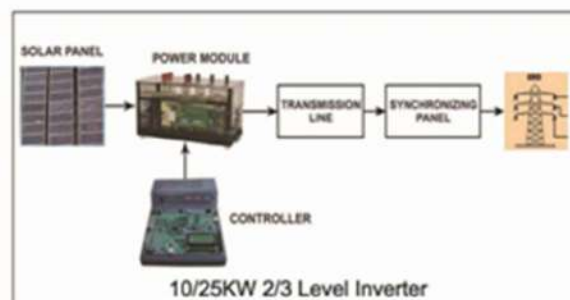 SOLAR PANEL
POWER MODULE
TRANSMISSION
LINE
SYNCHRONIZING
PANEL
CONTROLLER
10/25KW 2/3 Level Inverter